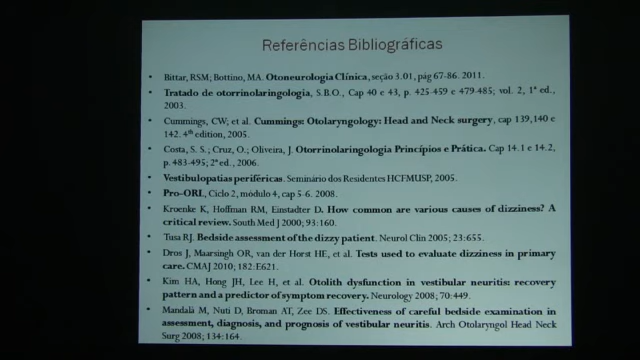 Referências Bibliográficas
• Bittar, RSM; Bottino, MA. Otoneurologia Clínica, seção 3.01, pág 67-86. 2011.
• Tratado de otorrinolaringologia, S.B.O., Cap 40 e 43, p. 425-459 e 479-485; vol. 2, 1ª ed.,
2003.
• Cummings, CW; et al. Cummings: Otolaryngology: Head and Neck surgery, cap 139,140 e
142. 4th edition, 2005.
• Costa, S. S.; Cruz, O.; Oliveira, J. Otorrinolaringologia Princípios e Prática. Cap 14.1 e 14.2,
p. 483-495; 2ª ed., 2006.
• Vestibulopatias periféricas. Seminário dos Residentes HCFMUSP, 2005.
• Pro-ORL, Ciclo 2, módulo 4, cap 5-6. 2008.
• Kroenke K, Hoffman RM, Einstadter D. How common are various causes of dizziness? A
critical review. South Med J 2000; 93:160.
• Tusa RJ. Bedside assessment of the dizzy patient. Neurol Clin 2005; 23:655.
• Dros J, Maarsingh OR, van der Horst HE, et al. Tests used to evaluate dizziness in primary
care. CMAJ 2010; 182:E621.
• Kim HA, Hong JH, Lee H, et al. Otolith dysfunction in vestibular neuritis: recovery
pattern and a predictor of symptom recovery. Neurology 2008; 70:449.
• Mandalà M, Nuti D, Broman AT, Zee DS. Effectiveness of careful bedside examination in
assessment, diagnosis, and prognosis of vestibular neuritis. Arch Otolaryngol Head Neck
Surg 2008; 134:164.